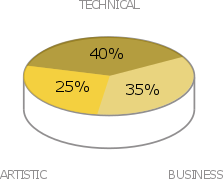 TECHNICAL
40%
25%
35%
ARTISTIC
BUSINESS